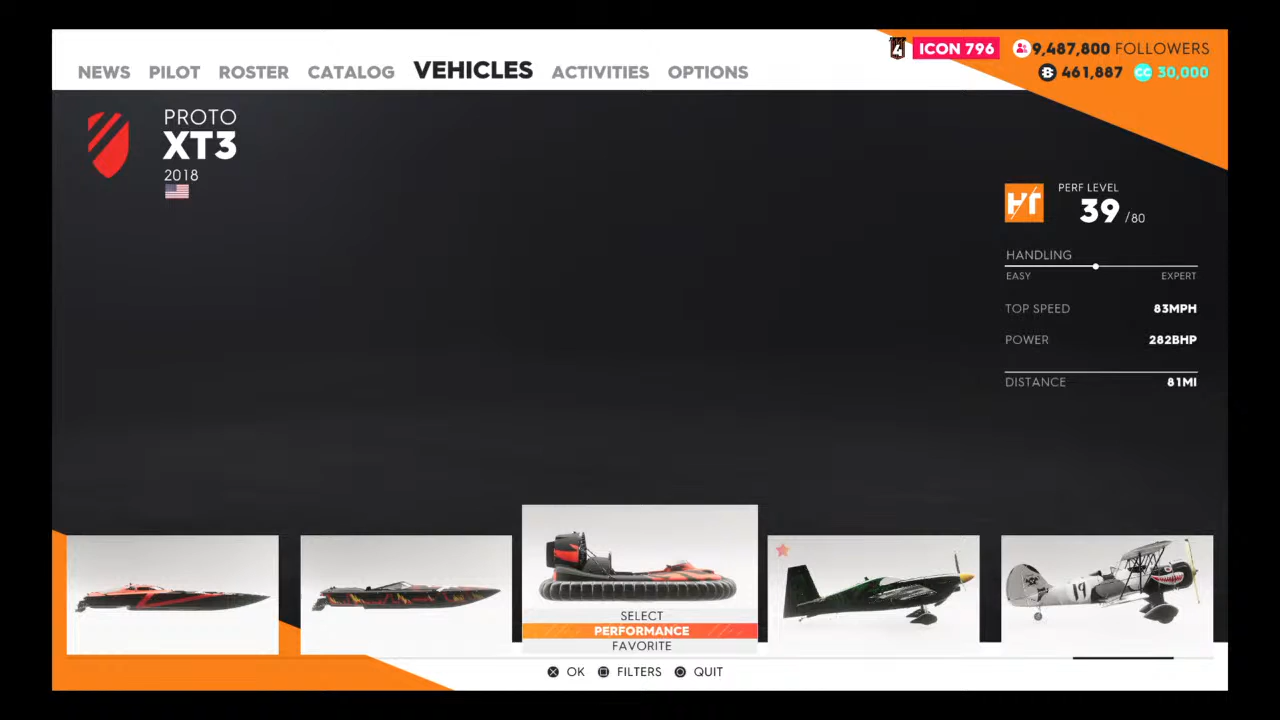 4 ICON 796 9,487,800 FOLLOWERS
461,887 CC 30,000
NEWS PILOT ROSTER CATALOG VEHICLES ACTIVITIES OPTIONS
PROTO
XT3
2018
PERF LEVEL
39 /80
HANDLING
EASY EXPERT
TOP SPEED 83MPH
POWER 282BHP
DISTANCE 81MI
19
SELECT
PERFORMANCE
FAVORITE
OK FILTERS QUIT